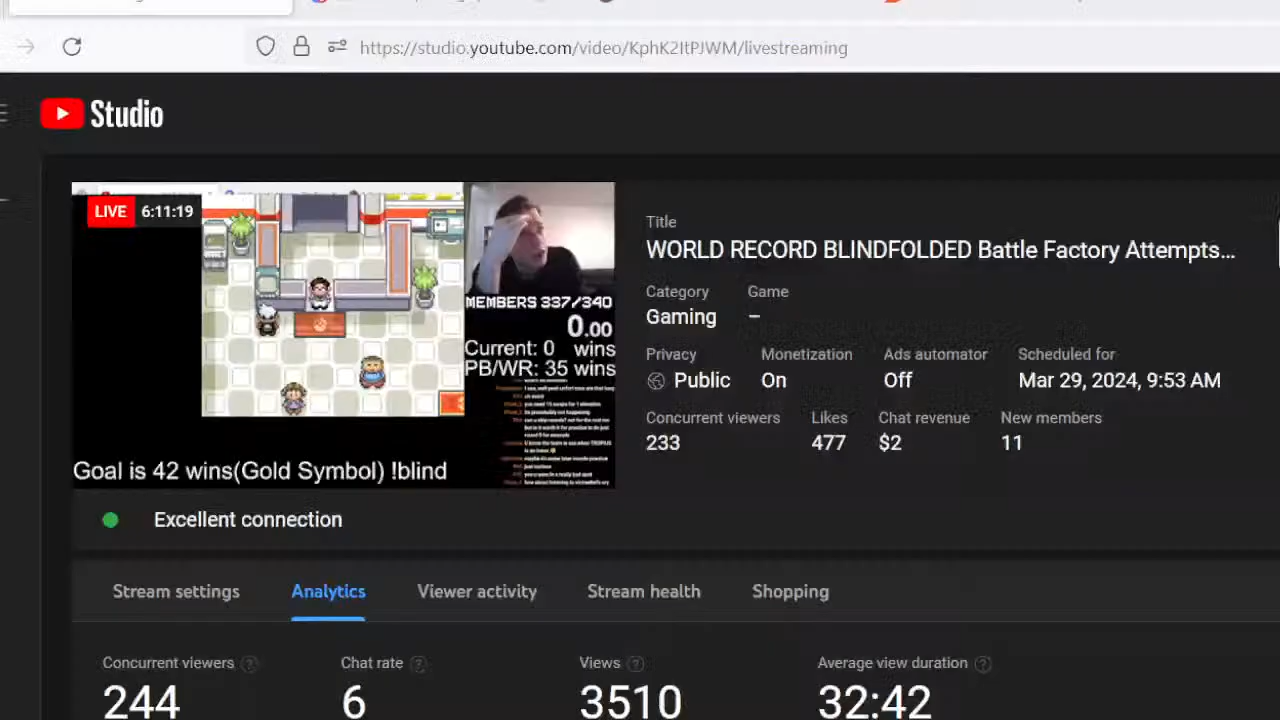 https://studio.youtube.com/video/KphK2ItPJWM/livestreaming
Studio
LIVE 6:11:19
MEMBERS 337/340
0.00
Current: 0 wins
PB/WR: 35 wins
Goal is 42 wins(Gold Symbol) !blind
Title
WORLD RECORD BLINDFOLDED Battle Factory Attempts...
Category Game
Gaming –
Privacy Monetization Ads automator Scheduled for
Public On Off Mar 29, 2024, 9:53 AM
Concurrent viewers Likes Chat revenue New members
233 477 $2 11
Excellent connection
Stream settings Analytics Viewer activity Stream health Shopping
Concurrent viewers ? Chat rate ? Views ? Average view duration ?
244 6 3510 32:42